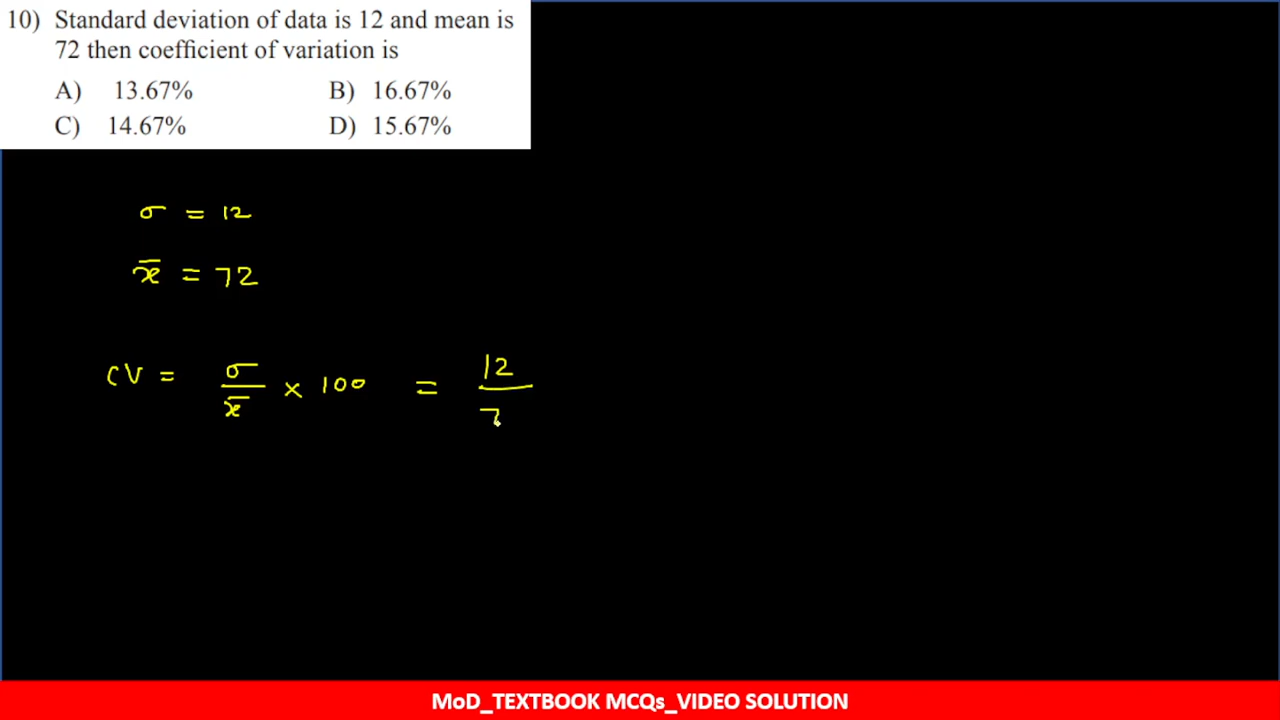 10) Standard deviation of data is 12 and mean is
72 then coefficient of variation is
A) 13.67% B) 16.67%
C) 14.67% D) 15.67%
σ = 12
x̄ = 72
CV = σ/x̄ × 100 = 12/7
MoD_TEXTBOOK MCQs_VIDEO SOLUTION